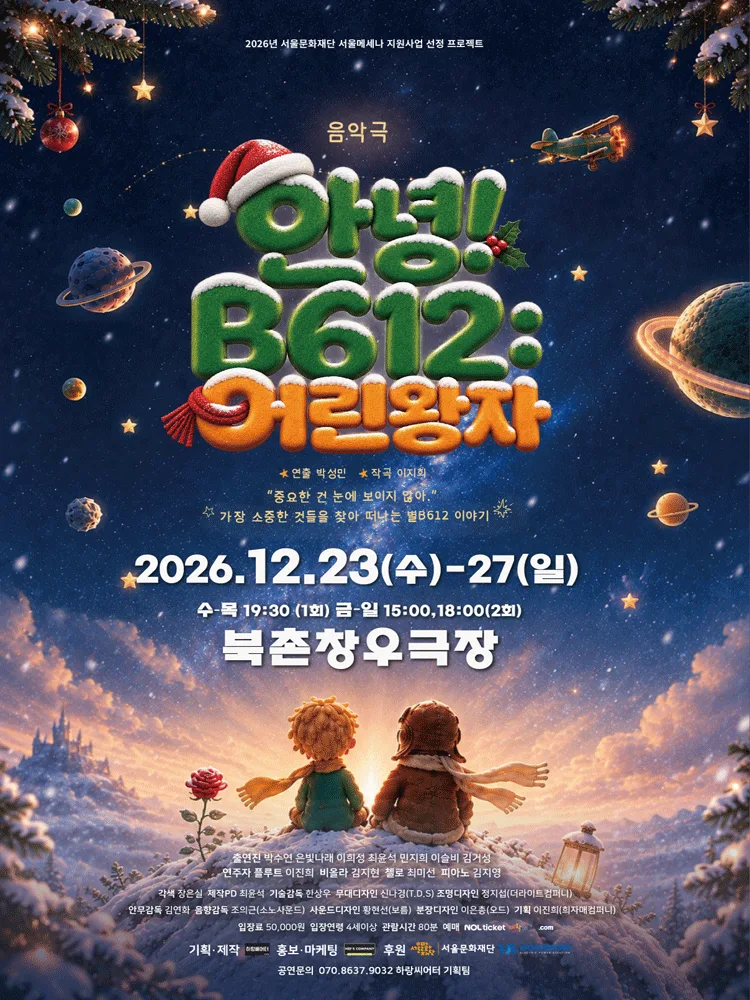 2026년 서울문화재단 서울메세나 지원사업 선정 프로젝트
음악극
안녕!
B612:
어린왕자
연출 박성민 작곡 이지희
“중요한 건 눈에 보이지 않아.”
가장 소중한 것들을 찾아 떠나는 별B612 이야기
2026.12.23(수)-27(일)
수-목 19:30 (1회) 금-일 15:00,18:00(2회)
북촌창우극장
출연진 박수연 은빛나래 이희성 최윤석 민지희 이슬비 김거성
연주자 플루트 이진희 비올라 김지현 첼로 최미선 피아노 김지영
각색 장은실 제작PD 최윤석 기술감독 한상우 무대디자인 신나경(T.D.S) 조명디자인 정지섭(더라이트컴퍼니)
안무감독 김연화 음향감독 조의근(소노사운드) 사운드디자인 황현선(보롬) 분장디자인 이은총(오드) 기획 이진희(희자매컴퍼니)
입장료 50,000원 입장연령 4세이상 관람시간 80분 예매 NOL ticket .com
기획·제작 하랑씨어터 홍보·마케팅 후원 서울문화재단
공연문의 070.8637.9032 하랑씨어터 기획팀